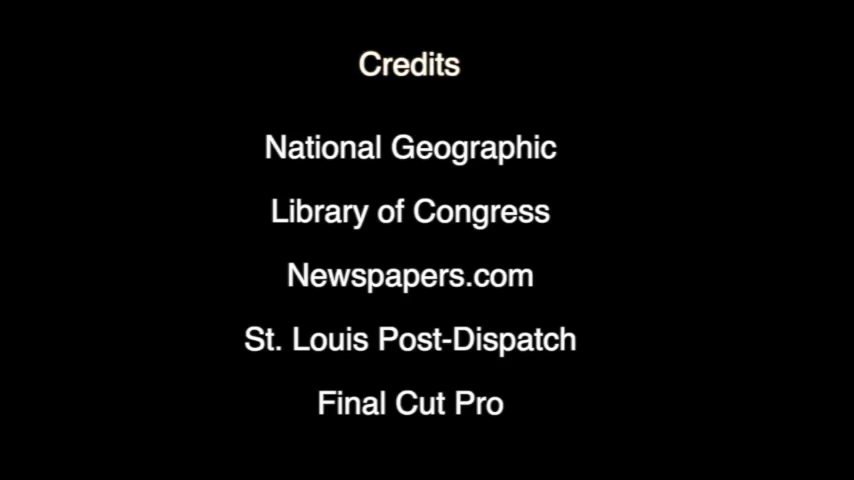 Credits
National Geographic
Library of Congress
Newspapers.com
St. Louis Post-Dispatch
Final Cut Pro